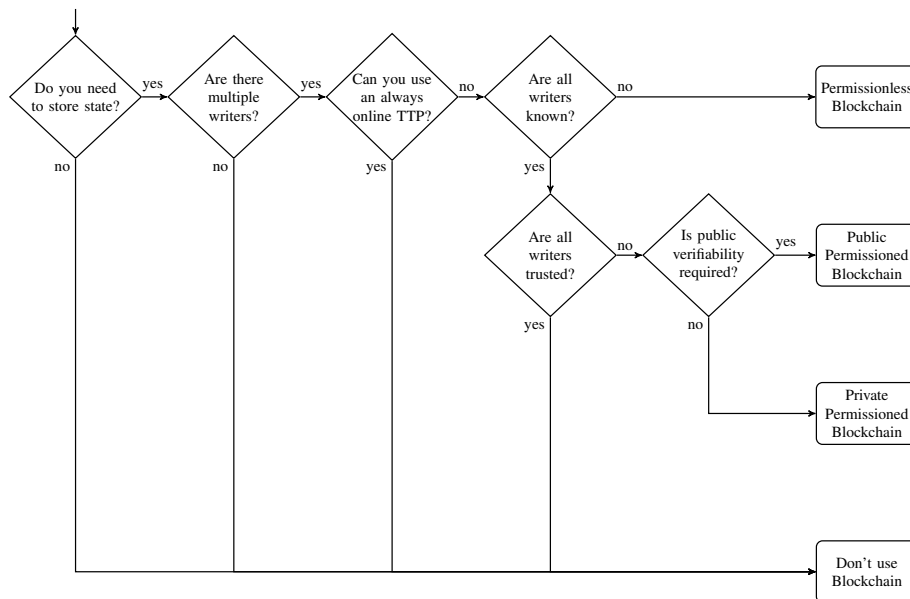 Do you need
to store state?
yes
Are there
multiple
writers?
yes
Can you use
an always
online TTP?
no
Are all
writers
known?
no
Permissionless
Blockchain
no
no
yes
yes
Are all
writers
trusted?
no
Is public
verifiability
required?
yes
Public
Permissioned
Blockchain
yes
no
Private
Permissioned
Blockchain
Don't use
Blockchain